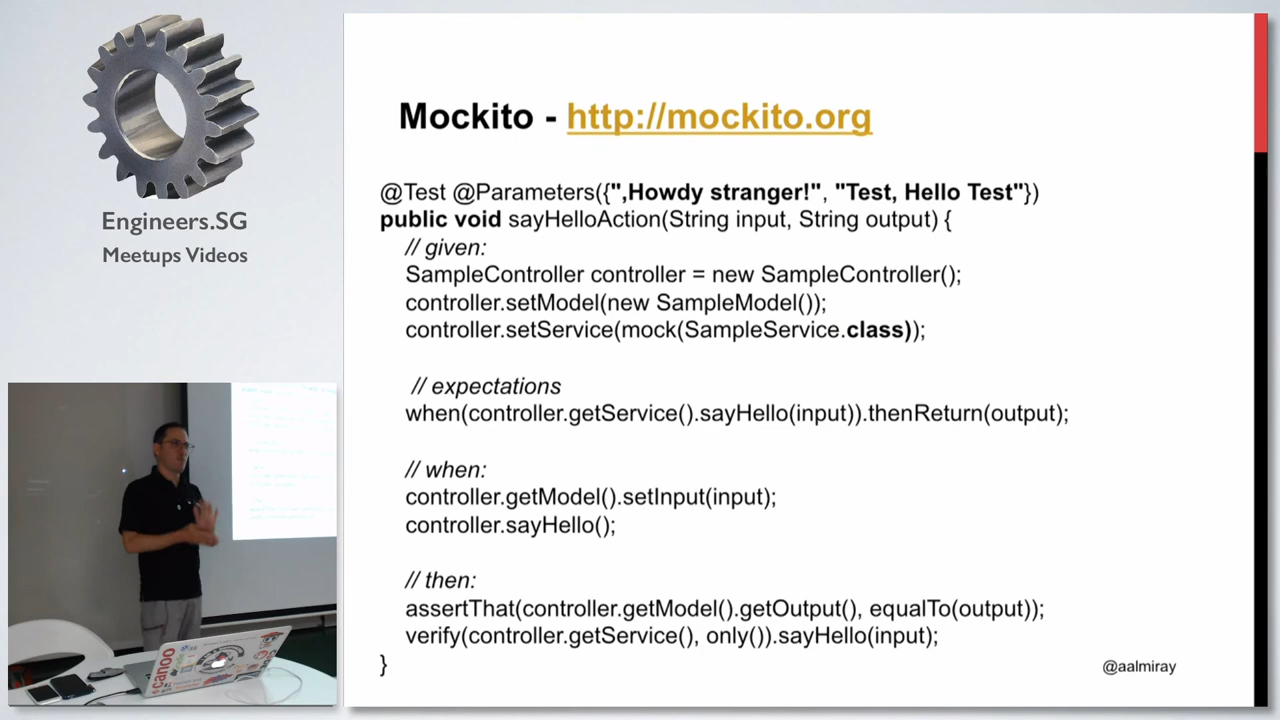 Engineers.SG
Meetups Videos
Mockito - http://mockito.org
@Test @Parameters({",Howdy stranger!", "Test, Hello Test"})
public void sayHelloAction(String input, String output) {
// given:
SampleController controller = new SampleController();
controller.setModel(new SampleModel());
controller.setService(mock(SampleService.class));
// expectations
when(controller.getService().sayHello(input)).thenReturn(output);
// when:
controller.getModel().setInput(input);
controller.sayHello();
// then:
assertThat(controller.getModel().getOutput(), equalTo(output));
verify(controller.getService(), only()).sayHello(input);
}
@aalmiray
canoo